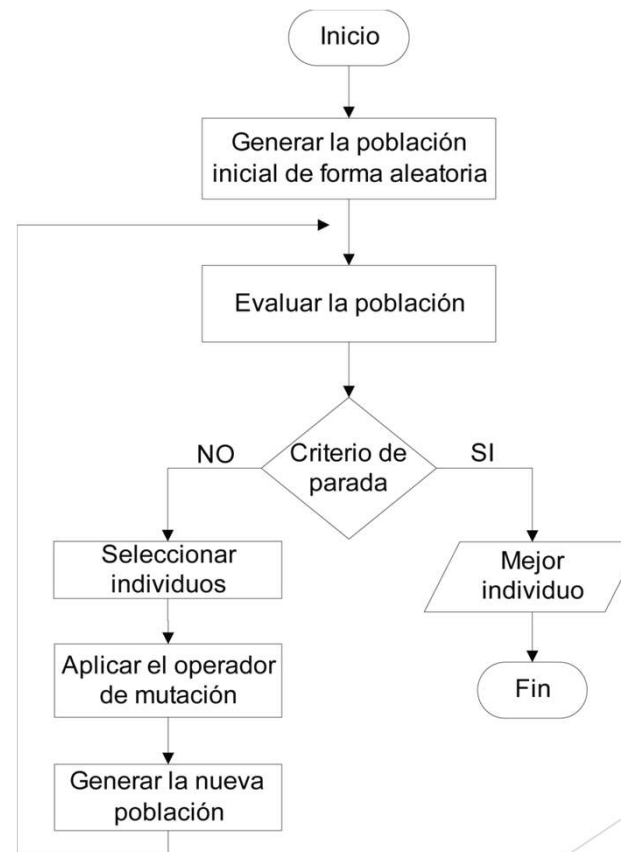 Inicio
Generar la población
inicial de forma aleatoria
Evaluar la población
Criterio de
parada
NO
SI
Seleccionar
individuos
Mejor
individuo
Aplicar el operador
de mutación
Fin
Generar la nueva
población